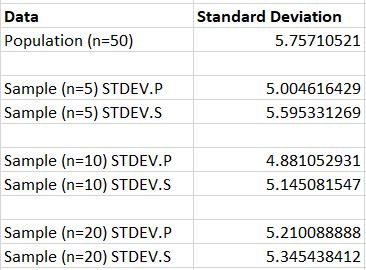 Data Standard Deviation
Population (n=50) 5.75710521
Sample (n=5) STDEV.P 5.004616429
Sample (n=5) STDEV.S 5.595331269
Sample (n=10) STDEV.P 4.881052931
Sample (n=10) STDEV.S 5.145081547
Sample (n=20) STDEV.P 5.210088888
Sample (n=20) STDEV.S 5.345438412